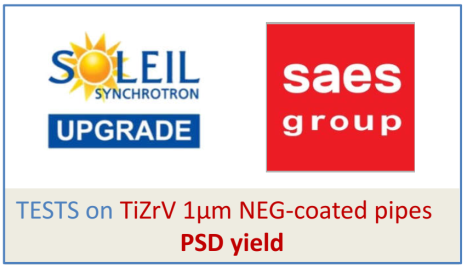 SOLEIL
SYNCHROTRON
UPGRADE
saes
group
TESTS on TiZrV 1µm NEG-coated pipes
PSD yield